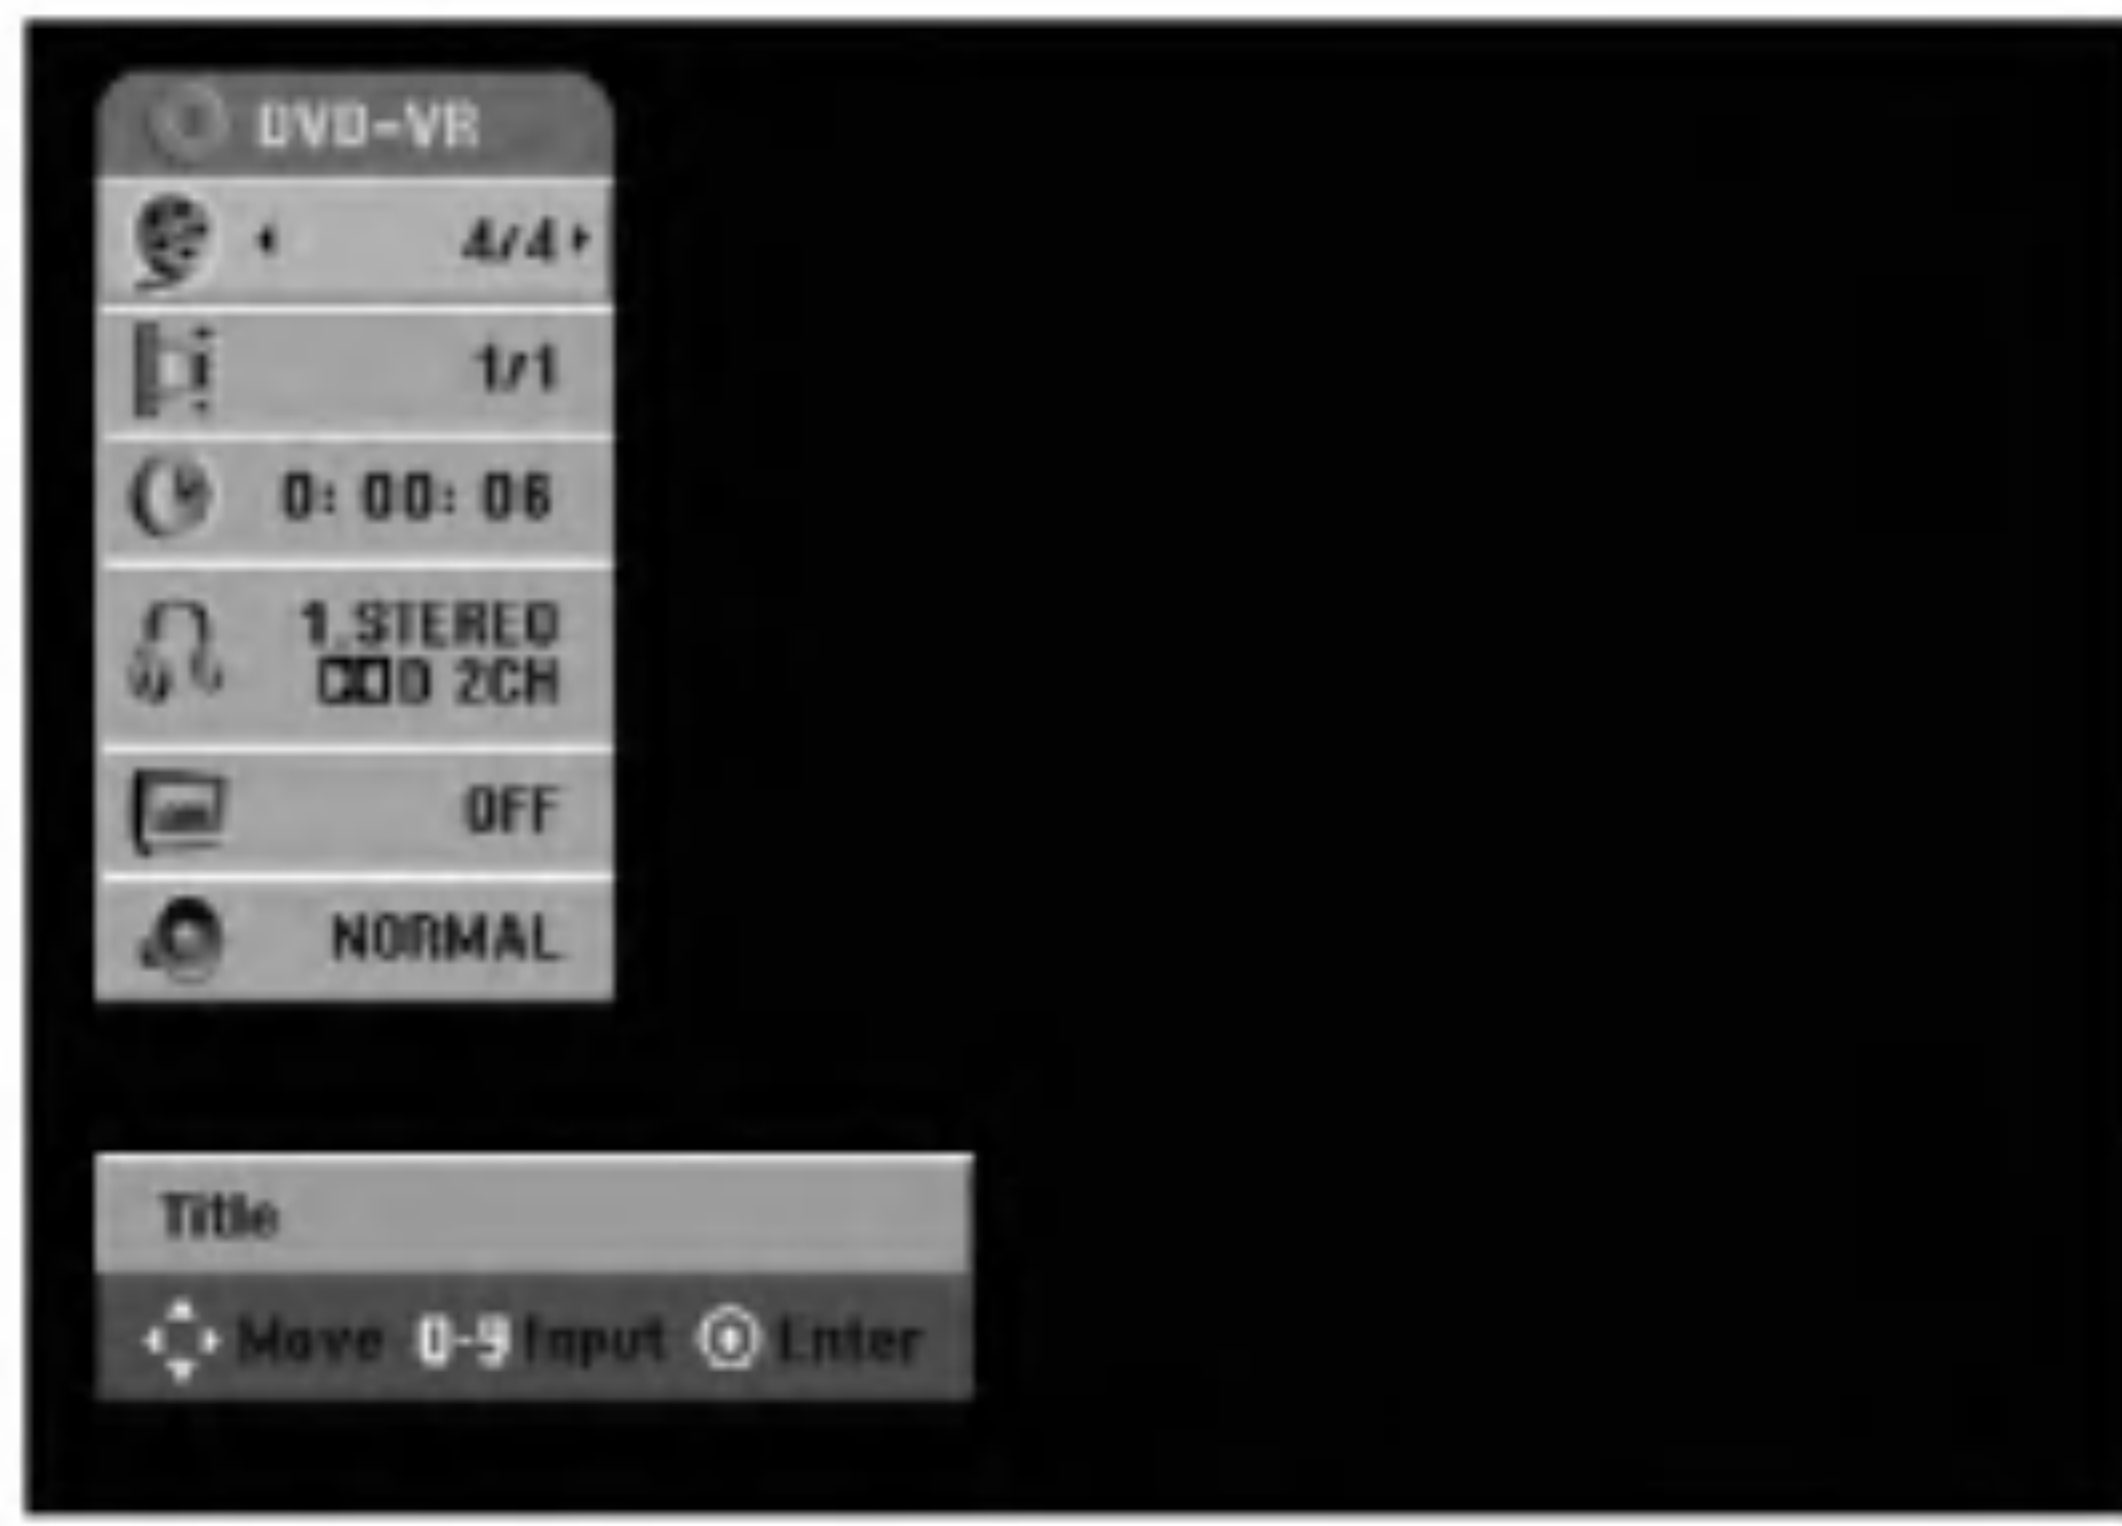 DVD-VR
4/4
1/1
0: 00: 06
1.STEREO
D 2CH
OFF
NORMAL
Title
Move 0-9 Input Enter